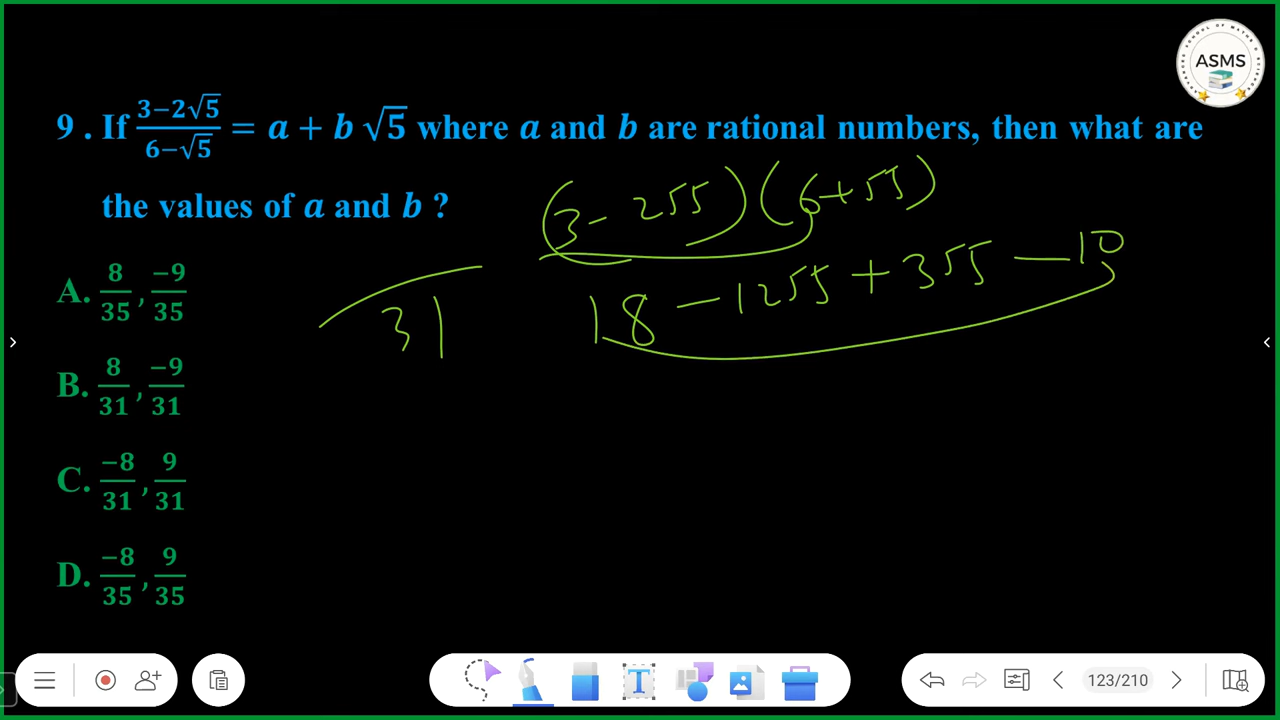 ASMS
9 . If (3−2√5)/(6−√5) = a + b √5 where a and b are rational numbers, then what are
the values of a and b ?
(3 − 2√5)(6+√5)
18 − 12√5 + 3√5 − 10
31
A. 8/35 , −9/35
B. 8/31 , −9/31
C. −8/31 , 9/31
D. −8/35 , 9/35
T
123/210